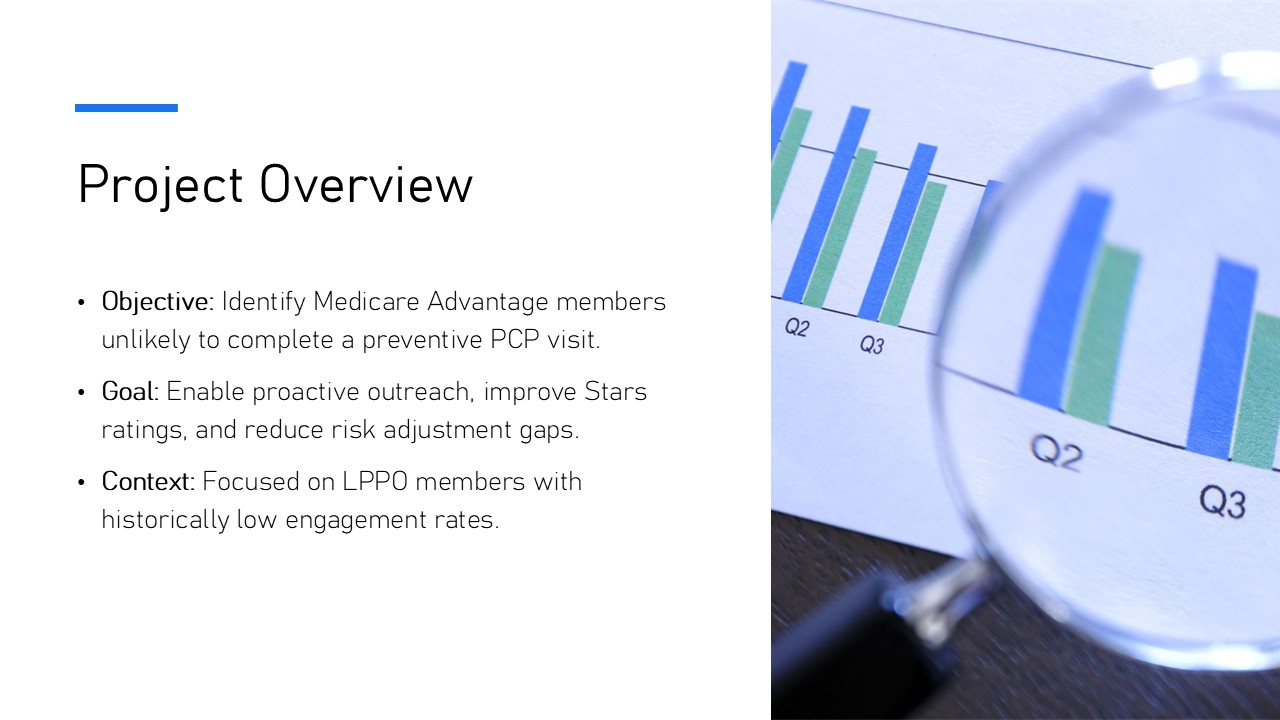 Project Overview
• Objective: Identify Medicare Advantage members
unlikely to complete a preventive PCP visit.
• Goal: Enable proactive outreach, improve Stars
ratings, and reduce risk adjustment gaps.
• Context: Focused on LPPO members with
historically low engagement rates.
Q2
Q3
Q2
Q3